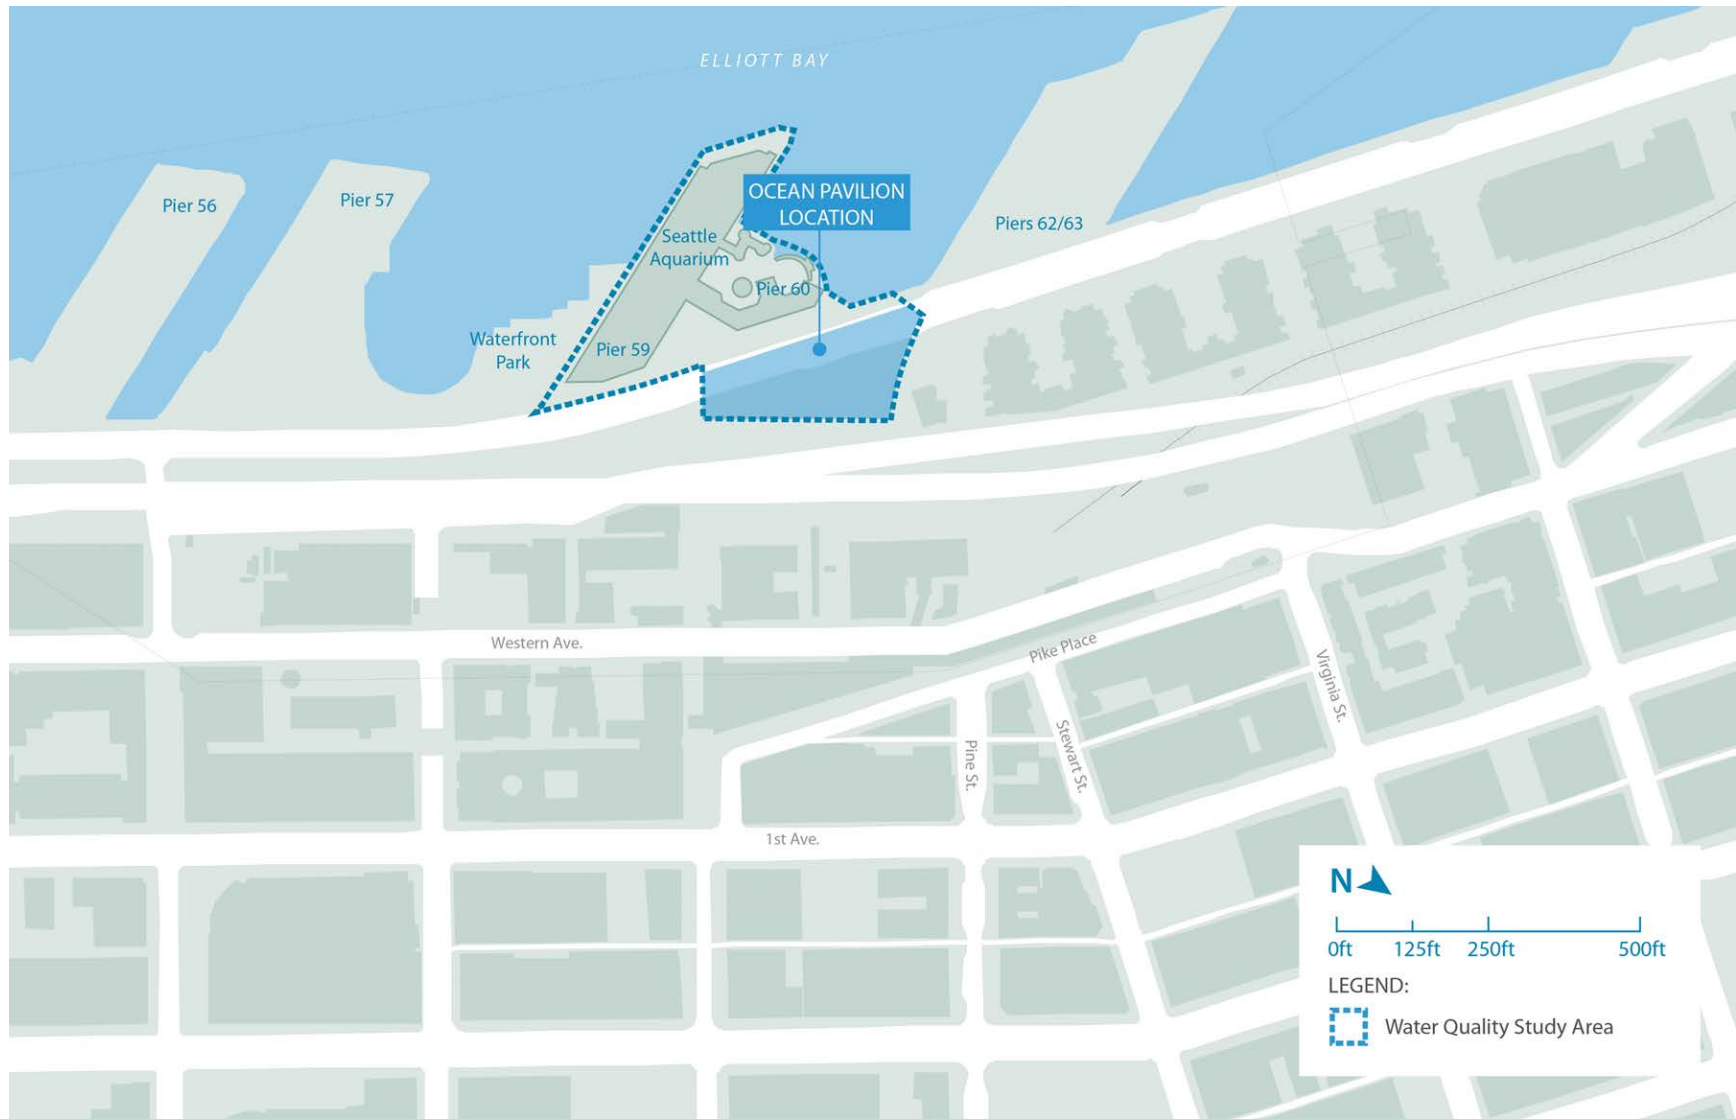 ELLIOTT BAY
OCEAN PAVILION
LOCATION
Pier 56
Pier 57
Seattle
Aquarium
Piers 62/63
Pier 60
Waterfront
Park
Pier 59
Western Ave.
Pike Place
Virginia St.
Stewart St.
Pine St.
1st Ave.
N
0ft
125ft
250ft
500ft
LEGEND:
Water Quality Study Area